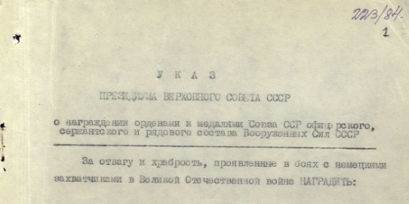 223/84.
1
У К А З
ПРЕЗИДИУМА ВЕРХОВНОГО СОВЕТА СССР
о награждении орденами и медалями Союза ССР офицерского,
сержантского и рядового состава Вооруженных Сил СССР
За отвагу и храбрость, проявленные в боях с немецкими
захватчиками в Великой Отечественной войне НАГРАДИТЬ: